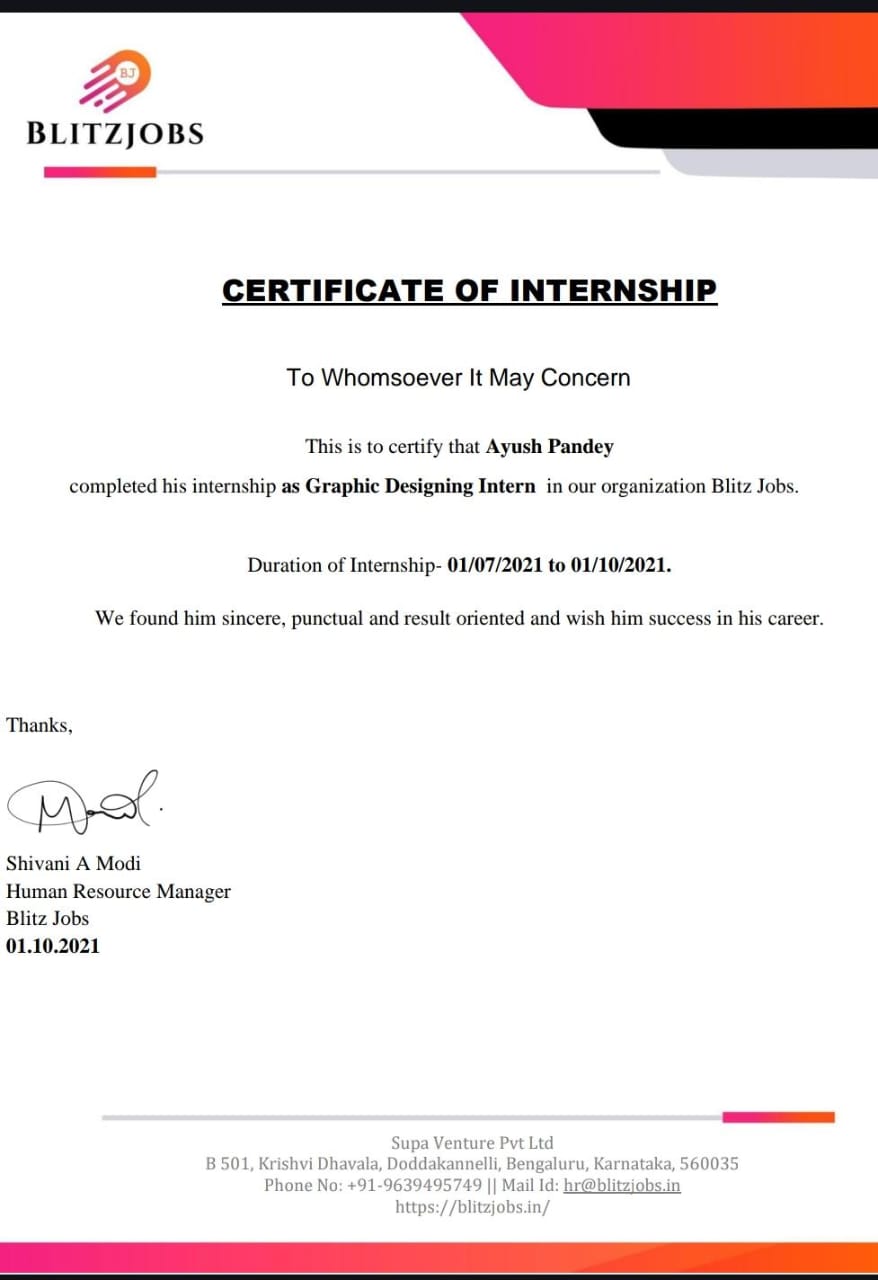 BJ
BLITZJOBS
CERTIFICATE OF INTERNSHIP
To Whomsoever It May Concern
This is to certify that Ayush Pandey
completed his internship as Graphic Designing Intern in our organization Blitz Jobs.
Duration of Internship- 01/07/2021 to 01/10/2021.
We found him sincere, punctual and result oriented and wish him success in his career.
Thanks,
Shivani A Modi
Human Resource Manager
Blitz Jobs
01.10.2021
Supa Venture Pvt Ltd
B 501, Krishvi Dhavala, Doddakannelli, Bengaluru, Karnataka, 560035
Phone No: +91-9639495749 || Mail Id: hr@blitzjobs.in
https://blitzjobs.in/